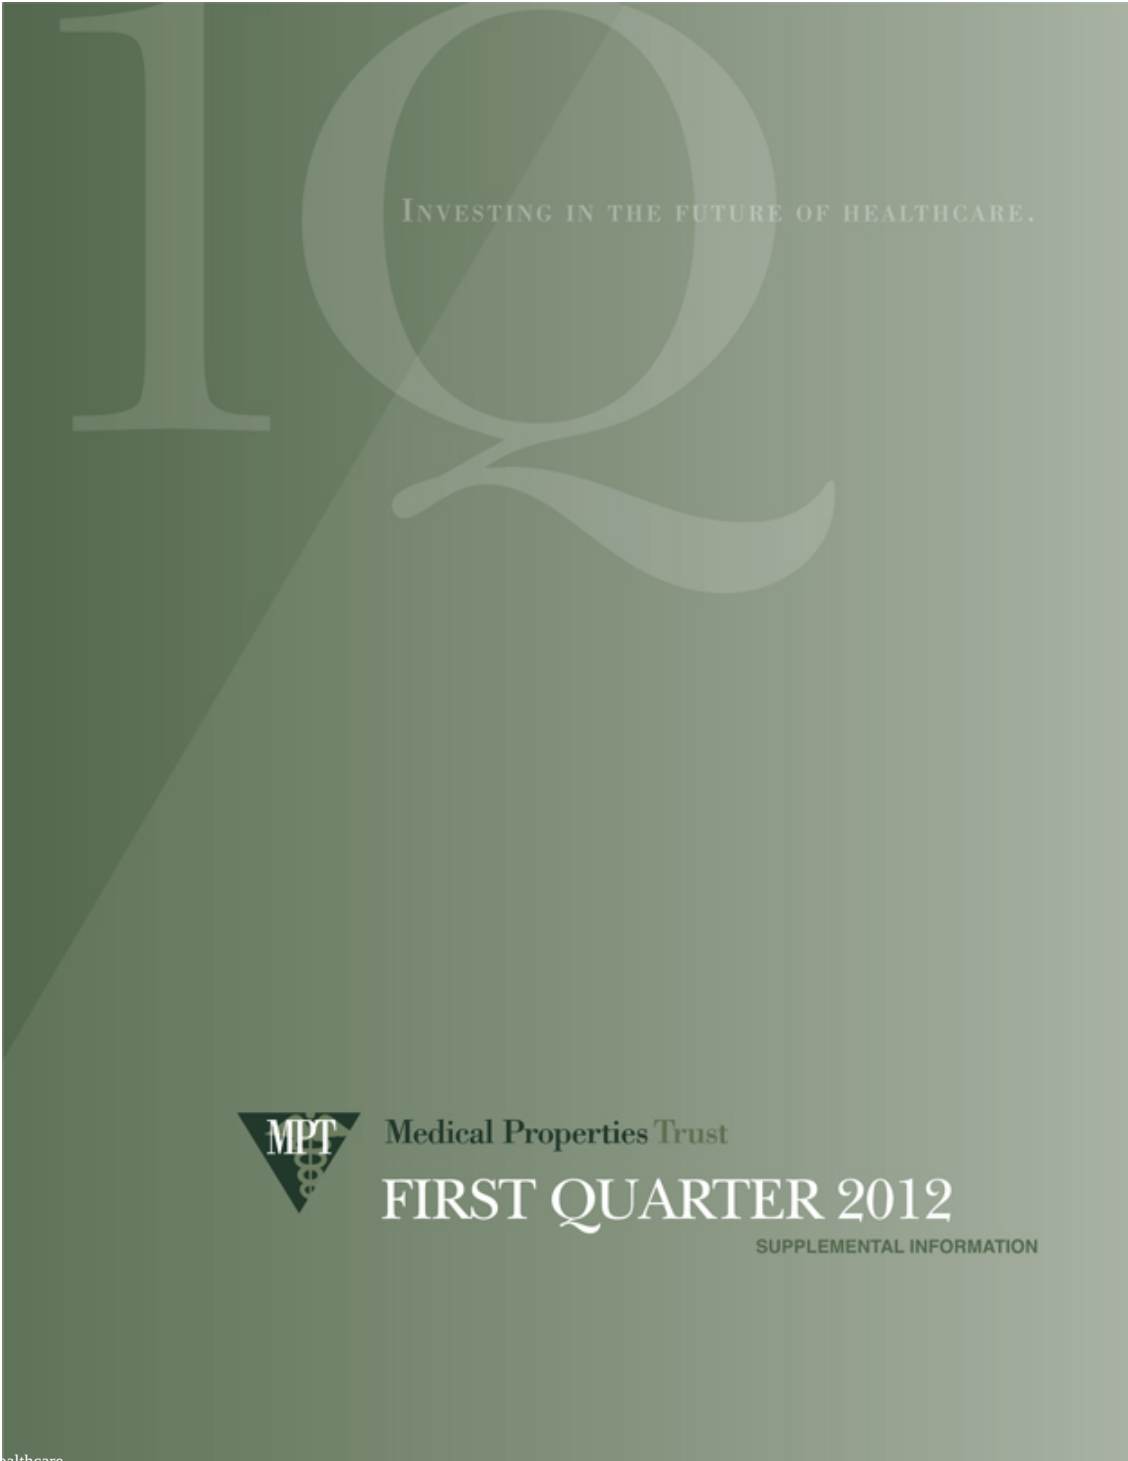 1Q
INVESTING IN THE FUTURE OF HEALTHCARE.
MPT
Medical Properties Trust
FIRST QUARTER 2012
SUPPLEMENTAL INFORMATION